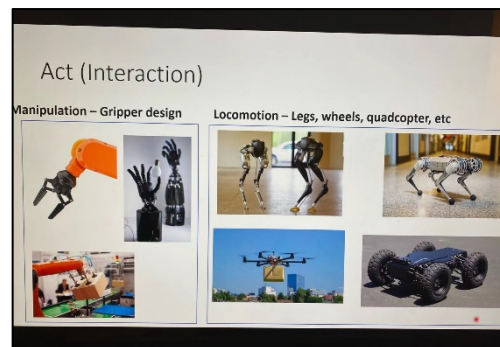 Act (Interaction)
Manipulation – Gripper design
Locomotion – Legs, wheels, quadcopter, etc